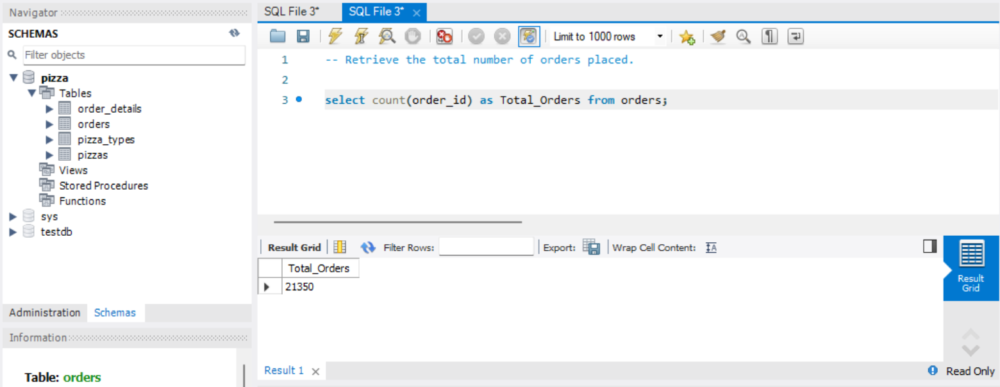 Navigator
SCHEMAS
Filter objects
pizza
Tables
order_details
orders
pizza_types
pizzas
Views
Stored Procedures
Functions
sys
testdb
Administration Schemas
Information
Table: orders
SQL File 3* SQL File 3*
Limit to 1000 rows
1 -- Retrieve the total number of orders placed.
2
3 select count(order_id) as Total_Orders from orders;
Result Grid Filter Rows: Export: Wrap Cell Content: IA
Total_Orders
21350
Result
Grid
Result 1 Read Only